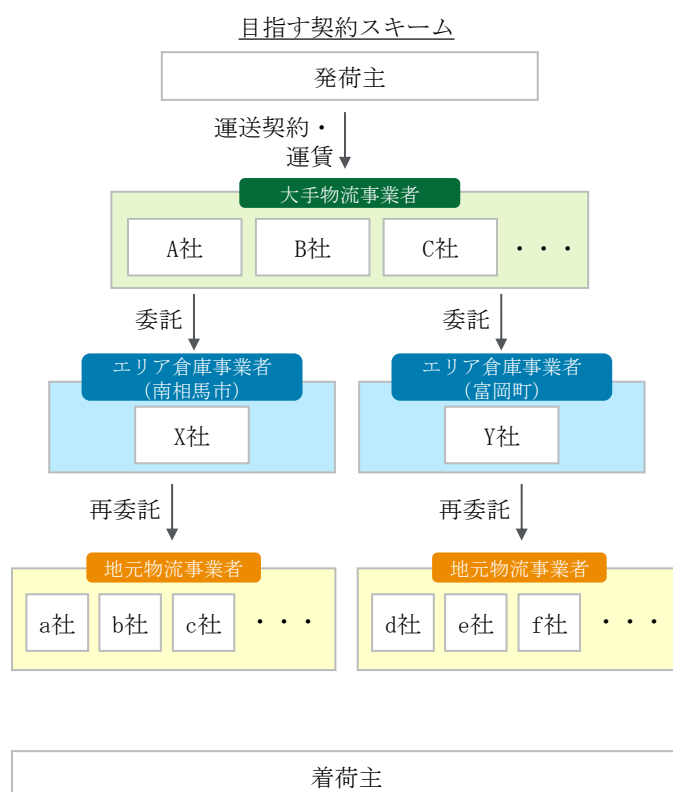 目指す契約スキーム
発荷主
運送契約・
運賃
大手物流事業者
A社 B社 C社 ・・・
委託 委託
エリア倉庫事業者
(南相馬市)
エリア倉庫事業者
(富岡町)
X社 Y社
再委託 再委託
地元物流事業者 地元物流事業者
a社 b社 c社 ・・・ d社 e社 f社 ・・・
着荷主